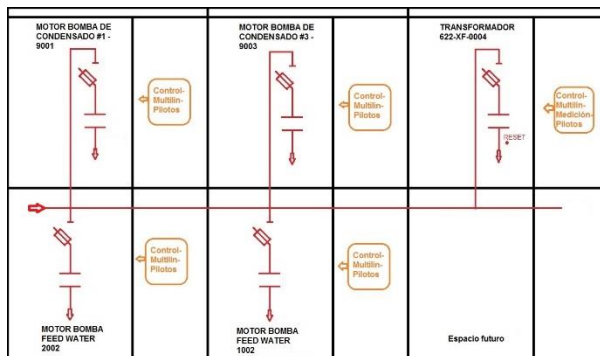 MOTOR BOMBA
DE
CONDENSADO #1 -
9001
MOTOR BOMBA
DE
CONDENSADO #3 -
9003
TRANSFORMADOR
622-XF-0004
Control-
Multilin-
Pilotos
Control-
Multilin-
Pilotos
Control-
Multilin-
Medición-
Pilotos
RESET
Control-
Multilin-
Pilotos
Control-
Multilin-
Pilotos
MOTOR BOMBA
FEED WATER
2002
MOTOR BOMBA
FEED WATER
1002
Espacio futuro